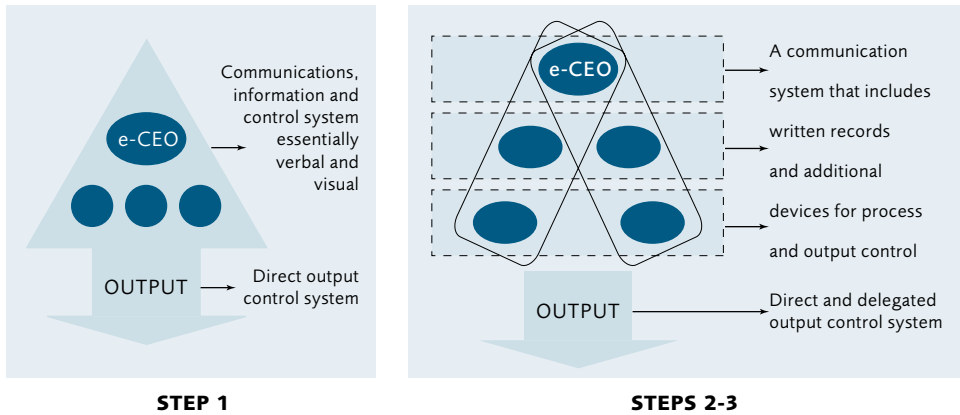 Communications,
information and
control system
essentially
verbal and
visual
e-CEO
OUTPUT
Direct output
control system
STEP 1
e-CEO
A communication
system that includes
written records
and additional
devices for process
and output control
OUTPUT
Direct and delegated
output control system
STEPS 2-3